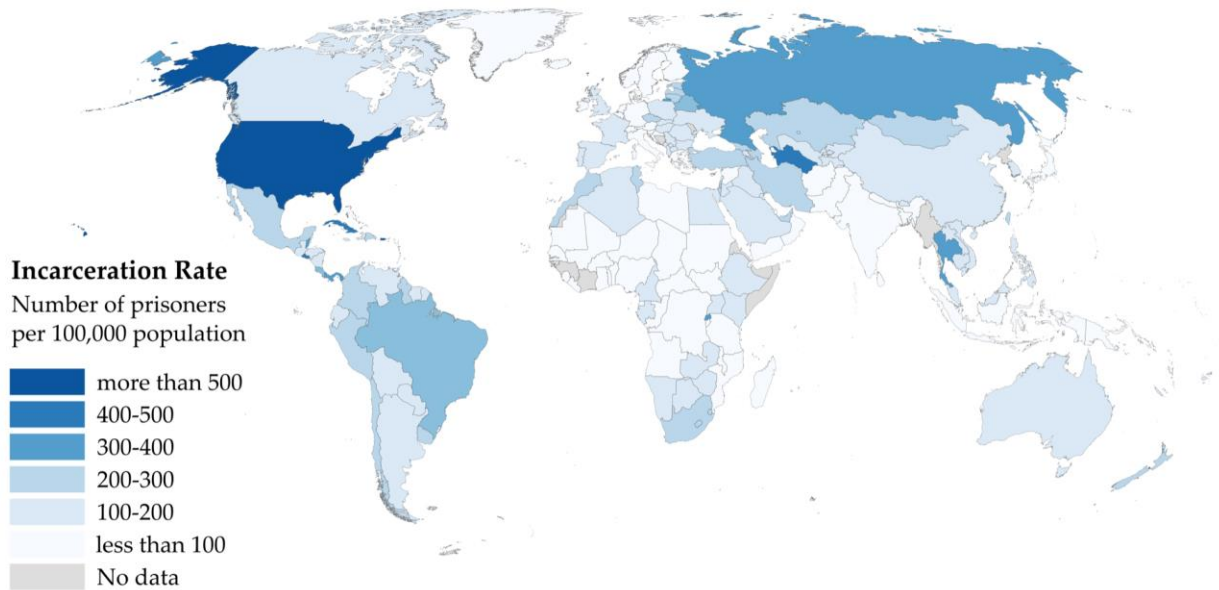 Incarceration Rate
Number of prisoners
per 100,000 population
more than 500
400-500
300-400
200-300
100-200
less than 100
No data